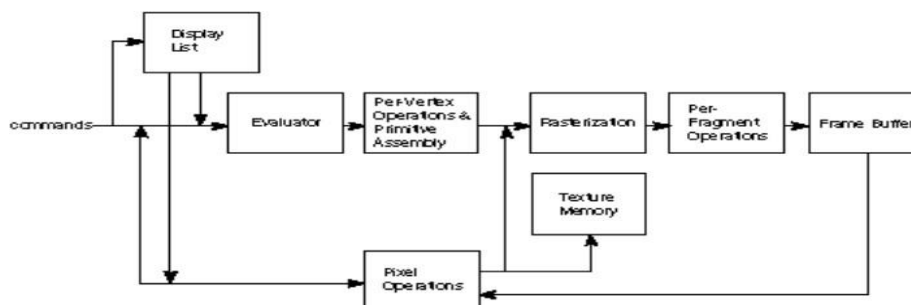 Display
List
commands
Evaluator
Per-Vertex
Operations &
Primitive
Assembly
Rasterization
Per-
Fragment
Operations
Frame Buffer
Texture
Memory
Pixel
Operations